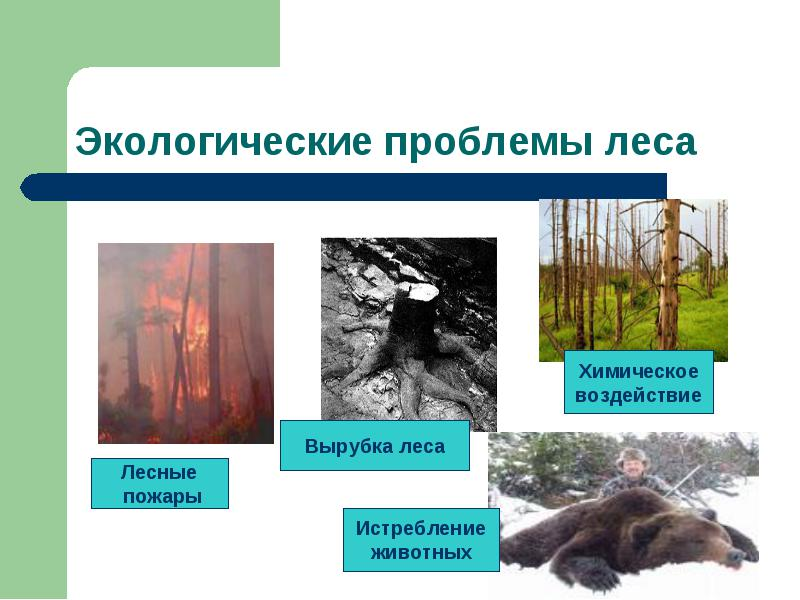 Экологические проблемы леса
Химическое
воздействие
Вырубка леса
Лесные
пожары
Истребление
животных